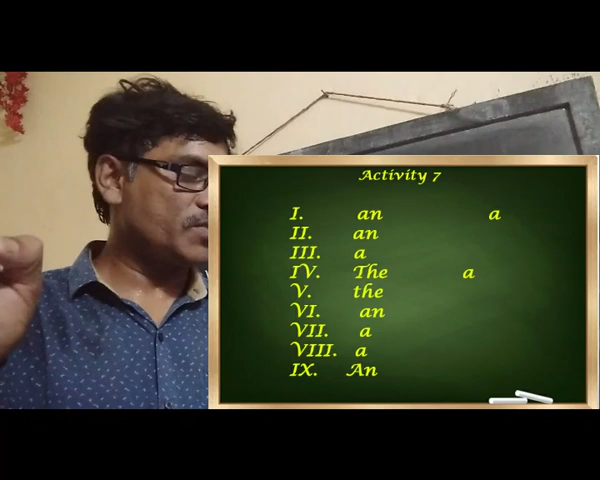 Activity 7
I. an a
II. an
III. a
IV. The a
V. the
VI. an
VII. a
VIII. a
IX. An